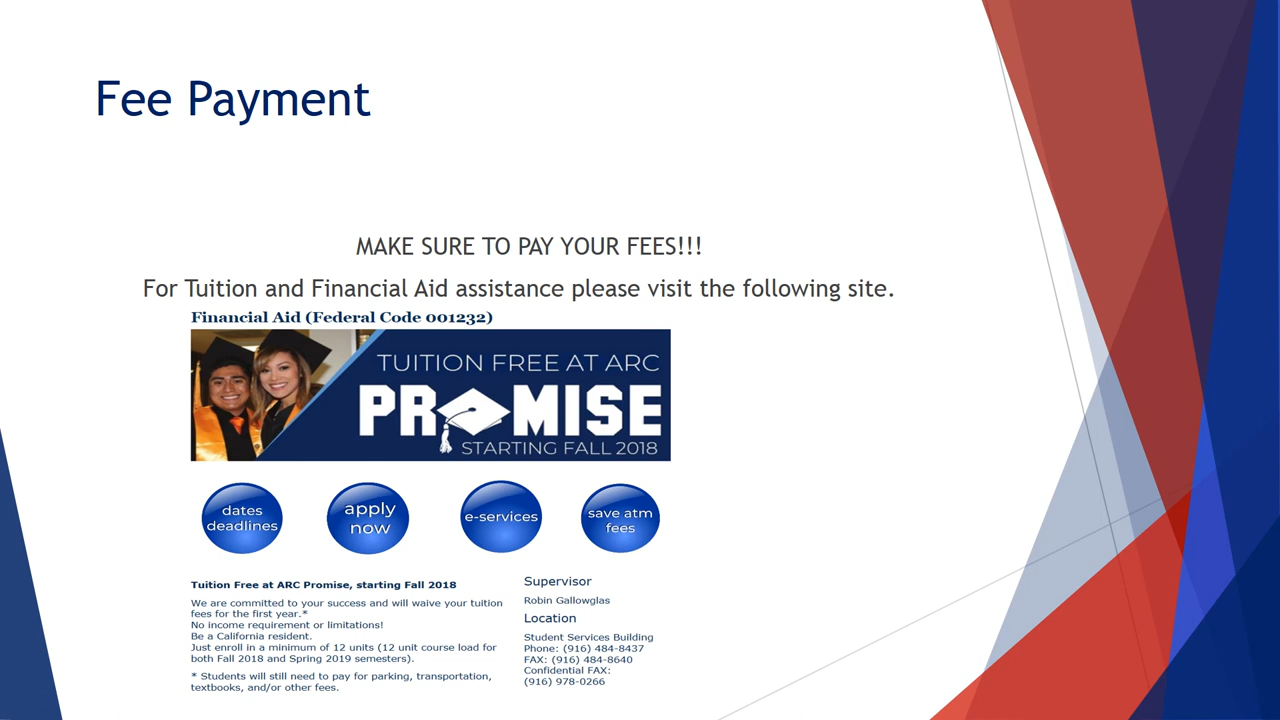 Fee Payment
MAKE SURE TO PAY YOUR FEES!!!
For Tuition and Financial Aid assistance please visit the following site.
Financial Aid (Federal Code 001232)
TUITION FREE AT ARC
PROMISE
STARTING FALL 2018
dates
deadlines
apply
now
e-services
save atm
fees
Tuition Free at ARC Promise, starting Fall 2018
We are committed to your success and will waive your tuition
fees for the first year.*
No income requirement or limitations!
Be a California resident.
Just enroll in a minimum of 12 units (12 unit course load for
both Fall 2018 and Spring 2019 semesters).
* Students will still need to pay for parking, transportation,
textbooks, and/or other fees.
Supervisor
Robin Gallowglas
Location
Student Services Building
Phone: (916) 484-8437
FAX: (916) 484-8640
Confidential FAX:
(916) 978-0266